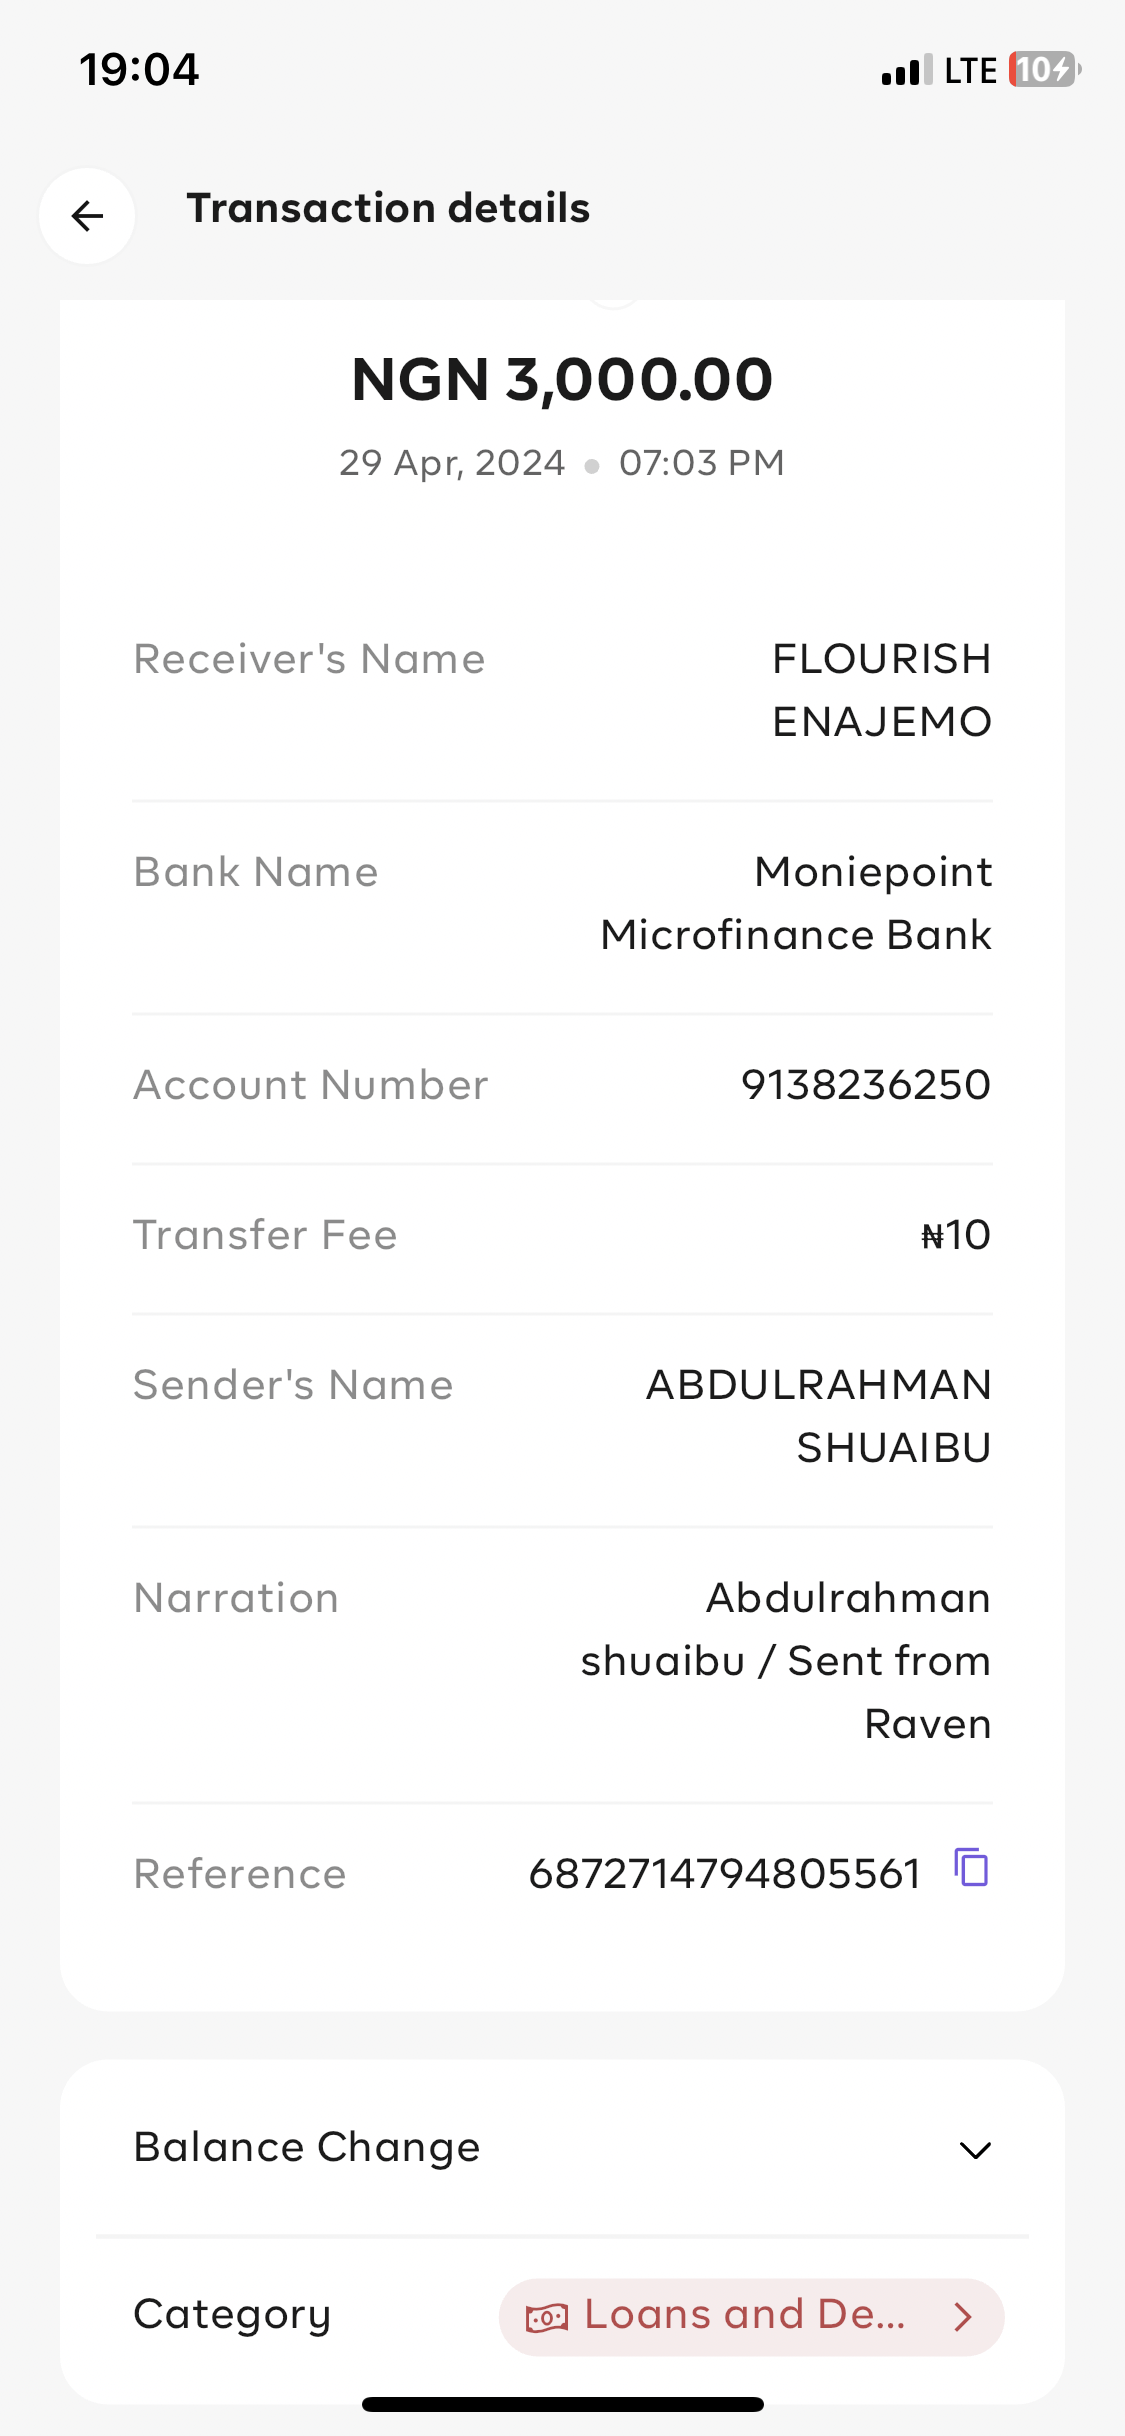 19:04 LTE 10
Transaction details
NGN 3,000.00
29 Apr, 2024 • 07:03 PM
Receiver's Name FLOURISH
ENAJEMO
Bank Name Moniepoint
Microfinance Bank
Account Number 9138236250
Transfer Fee ₦10
Sender's Name ABDULRAHMAN
SHUAIBU
Narration Abdulrahman
shuaibu / Sent from
Raven
Reference 6872714794805561
Balance Change
Category Loans and De...